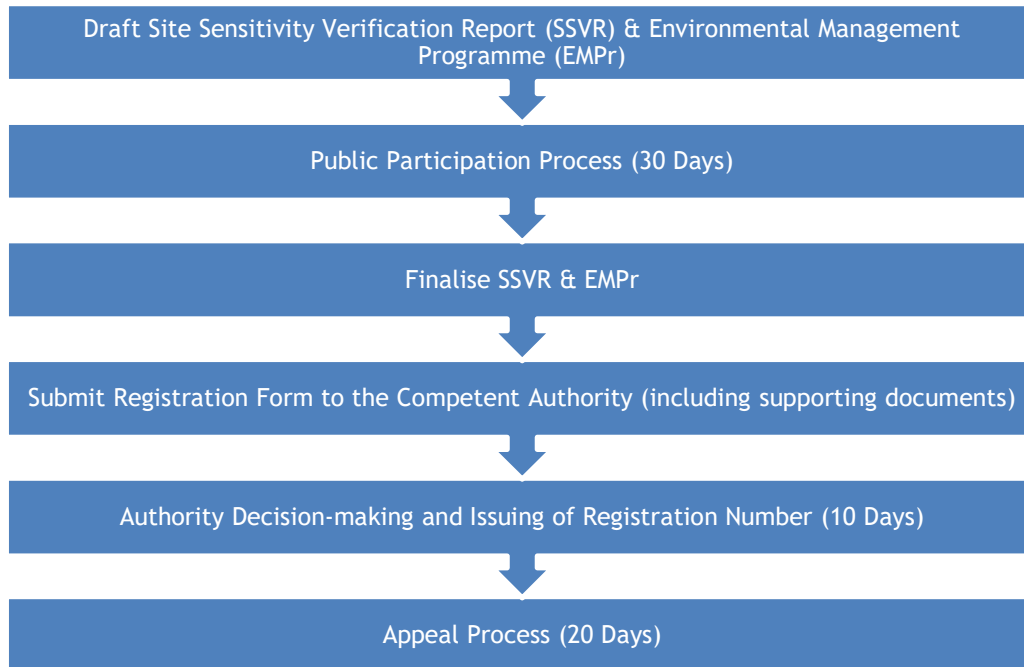 Draft Site Sensitivity Verification Report (SSVR) & Environmental Management
Programme (EMPr)
Public Participation Process (30 Days)
Finalise SSVR & EMPr
Submit Registration Form to the Competent Authority (including supporting documents)
Authority Decision-making and Issuing of Registration Number (10 Days)
Appeal Process (20 Days)